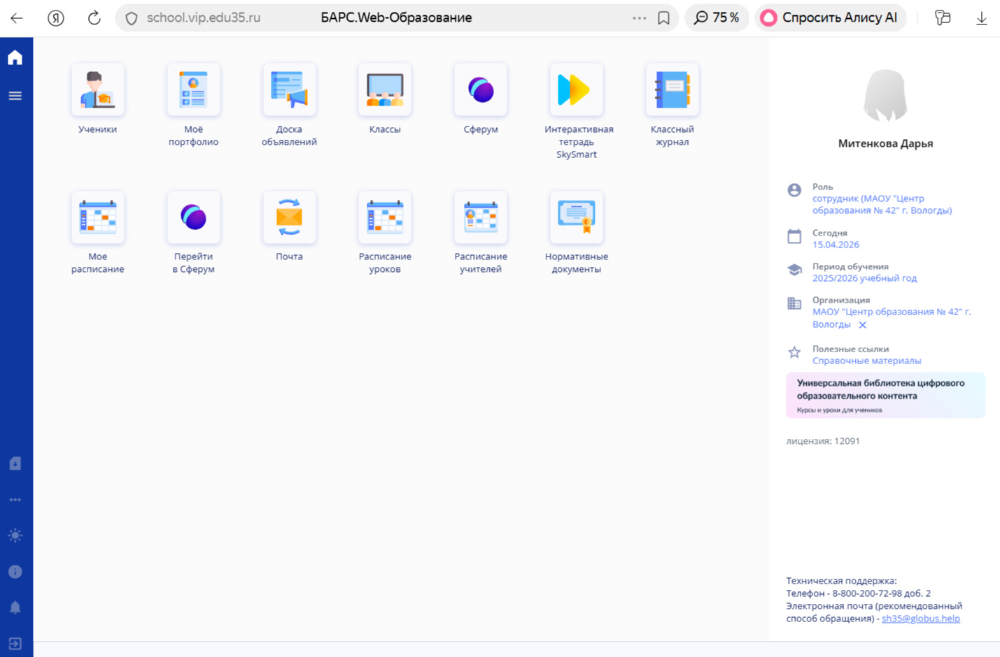 Я
school.vip.edu35.ru
БАРС.Web-Образование
75 %
Спросить Алису AI
Ученики
Моё
портфолио
Доска
объявлений
Классы
Сферум
Интерактивная
тетрадь
SkySmart
Классный
журнал
Мое
расписание
Перейти
в Сферум
Почта
Расписание
уроков
Расписание
учителей
Нормативные
документы
Митенкова Дарья
Роль
сотрудник (МАОУ "Центр
образования № 42" г. Вологды)
Сегодня
15.04.2026
Период обучения
2025/2026 учебный год
Организация
МАОУ "Центр образования № 42" г.
Вологды
Полезные ссылки
Справочные материалы
Универсальная библиотека цифрового
образовательного контента
Курсы и уроки для учеников
лицензия: 12091
Техническая поддержка:
Телефон - 8-800-200-72-98 доб. 2
Электронная почта (рекомендованный
способ обращения) - sh35@globus.help